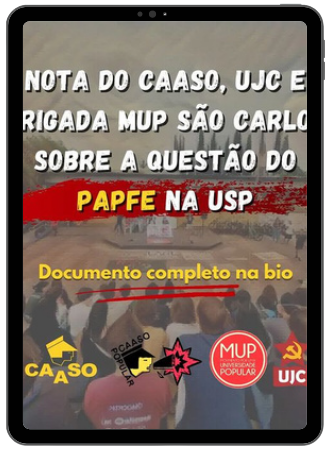 NOTA DO CAASO, UJC E
RIGADA MUP SÃO CARLO
SOBRE A QUESTÃO DO
PAPFE NA USP
Documento completo na bio
CAASO
CAASO
POPULAR
MUP
UNIVERSIDADE
POPULAR
UJC